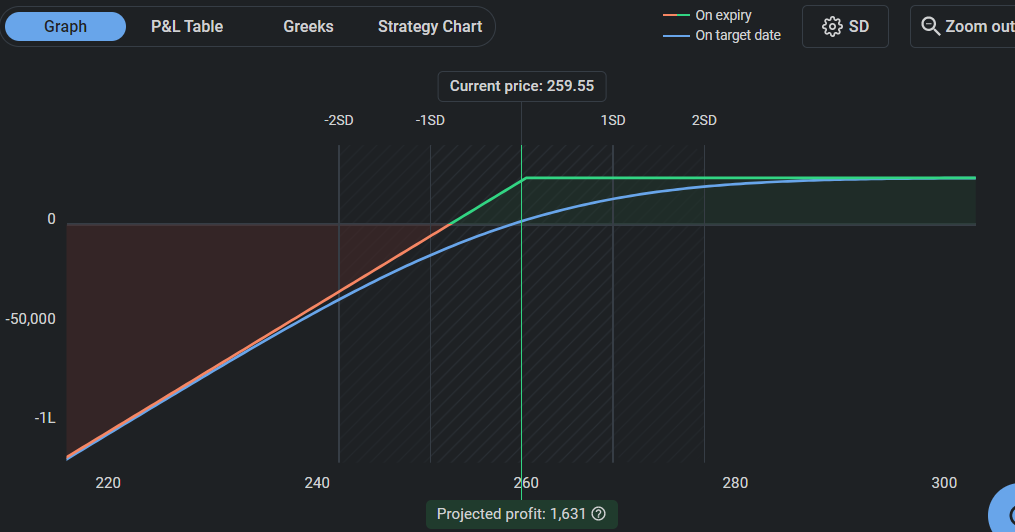 Graph P&L Table Greeks Strategy Chart
On expiry
On target date
SD
Zoom out
Current price: 259.55
-2SD -1SD 1SD 2SD
0
-50,000
-1L
220 240 260 280 300
Projected profit: 1,631